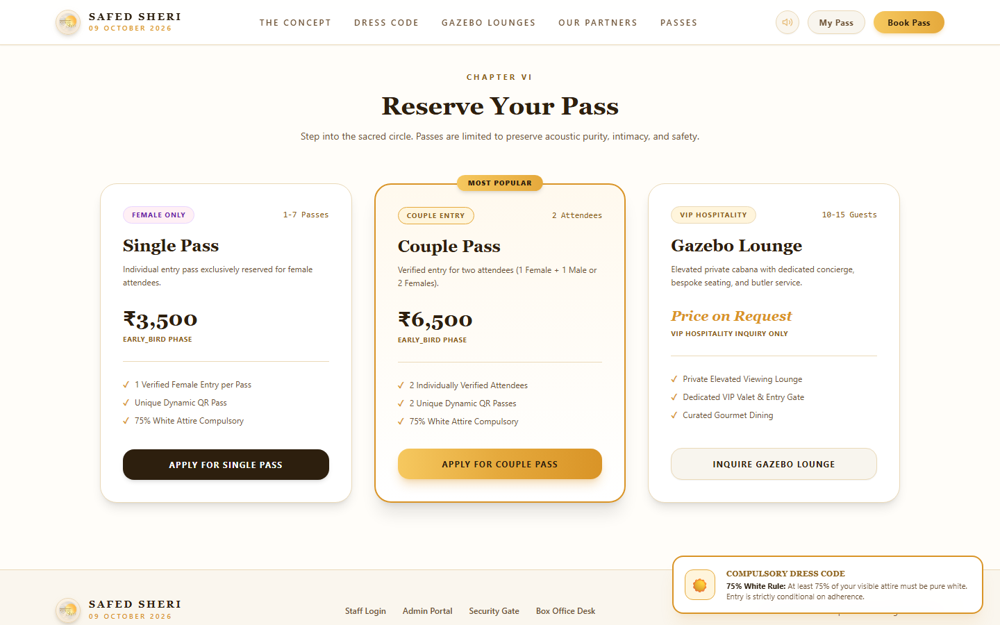 SAFED SHERI
09 OCTOBER 2026
THE CONCEPT
DRESS CODE
GAZEBO LOUNGES
OUR PARTNERS
PASSES
My Pass
Book Pass
CHAPTER VI
Reserve Your Pass
Step into the sacred circle. Passes are limited to preserve acoustic purity, intimacy, and safety.
FEMALE ONLY
1-7 Passes
Single Pass
Individual entry pass exclusively reserved for female
attendees.
₹3,500
EARLY_BIRD PHASE
✓ 1 Verified Female Entry per Pass
✓ Unique Dynamic QR Pass
✓ 75% White Attire Compulsory
APPLY FOR SINGLE PASS
MOST POPULAR
COUPLE ENTRY
2 Attendees
Couple Pass
Verified entry for two attendees (1 Female + 1 Male or
2 Females).
₹6,500
EARLY_BIRD PHASE
✓ 2 Individually Verified Attendees
✓ 2 Unique Dynamic QR Passes
✓ 75% White Attire Compulsory
APPLY FOR COUPLE PASS
VIP HOSPITALITY
10-15 Guests
Gazebo Lounge
Elevated private cabana with dedicated concierge,
bespoke seating, and butler service.
Price on Request
VIP HOSPITALITY INQUIRY ONLY
✓ Private Elevated Viewing Lounge
✓ Dedicated VIP Valet & Entry Gate
✓ Curated Gourmet Dining
INQUIRE GAZEBO LOUNGE
SAFED SHERI
09 OCTOBER 2026
Staff Login
Admin Portal
Security Gate
Box Office Desk
COMPULSORY DRESS CODE
75% White Rule: At least 75% of your visible attire must be pure white.
Entry is strictly conditional on adherence.